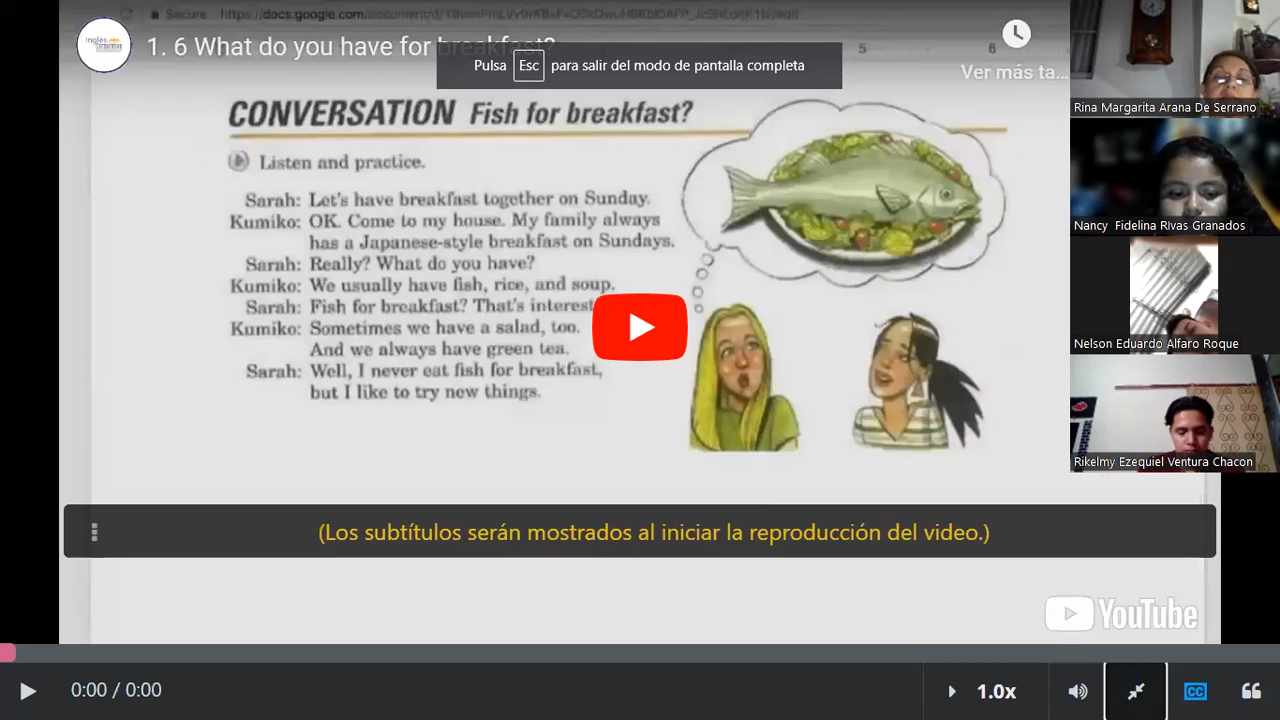 Secure
1. 6 What do you have for breakfast?
Pulsa Esc para salir del modo de pantalla completa
5
6
Ver más ta...
CONVERSATION Fish for breakfast?
Listen and practice.
Sarah: Let's have breakfast together on Sunday.
Kumiko: OK. Come to my house. My family always
has a Japanese-style breakfast on Sundays.
Sarah: Really? What do you have?
Kumiko: We usually have fish, rice, and soup.
Sarah: Fish for breakfast? That's interest
Kumiko: Sometimes we have a salad, too.
And we always have green tea.
Sarah: Well, I never eat fish for breakfast,
but I like to try new things.
Rina Margarita Arana De Serrano
Nancy Fidelina RIvas Granados
Nelson Eduardo Alfaro Roque
Rikelmy Ezequiel Ventura Chacon
(Los subtítulos serán mostrados al iniciar la reproducción del video.)
YouTube
0:00 / 0:00
1.0x
CC